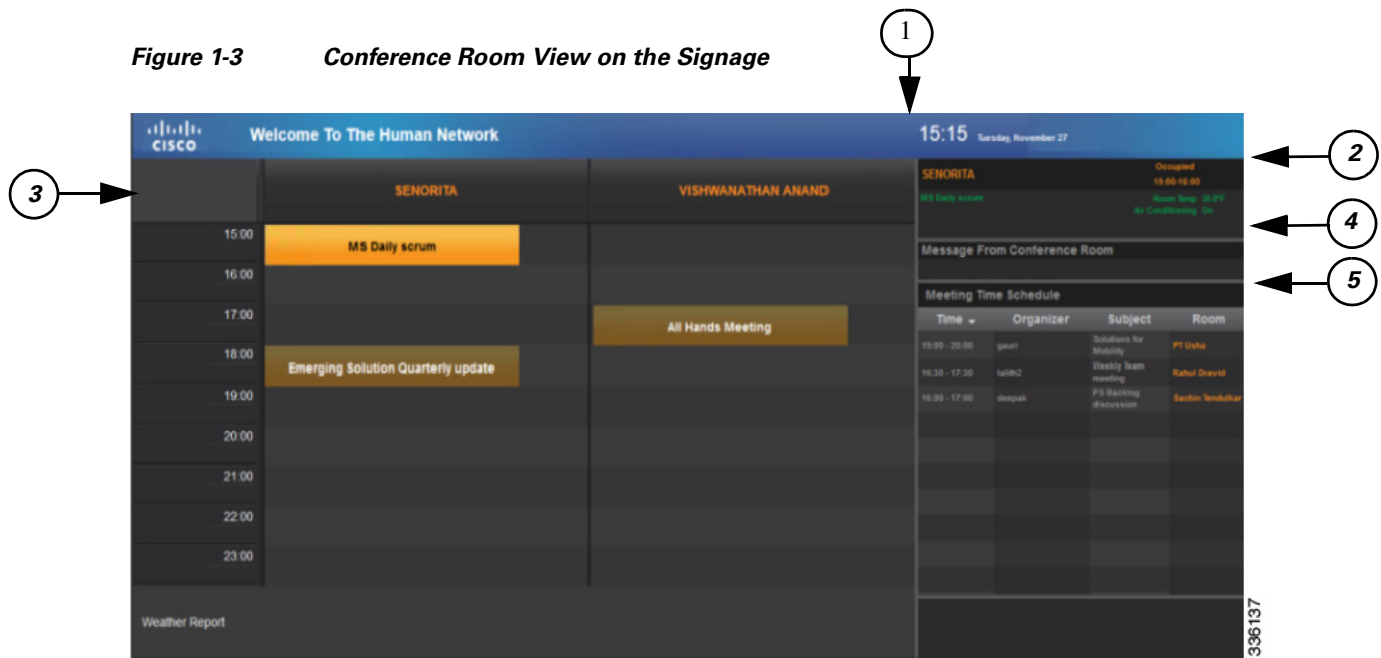 1
Figure 1-3 Conference Room View on the Signage
CISCO Welcome To The Human Network
15:15 Tuesday, November 27
2
3
SENORITA
VISHWANATHAN ANAND
SENORITA
Occupied
15:00-16:00
MS Daily scrum
Room Temp 20.0°F
Air Conditioning On
4
Message From Conference Room
5
Meeting Time Schedule
Time Organizer Subject Room
19:00 - 20:00 gauri Solutions for Mobility PT Usha
16:30 - 17:30 lalith2 Weekly Team meeting Rahul Dravid
16:00 - 17:00 deepak PS Backlog discussion Sachin Tendulkar
15:00
MS Daily scrum
16:00
17:00
All Hands Meeting
18:00
Emerging Solution Quarterly update
19:00
20:00
21:00
22:00
23:00
Weather Report
336137